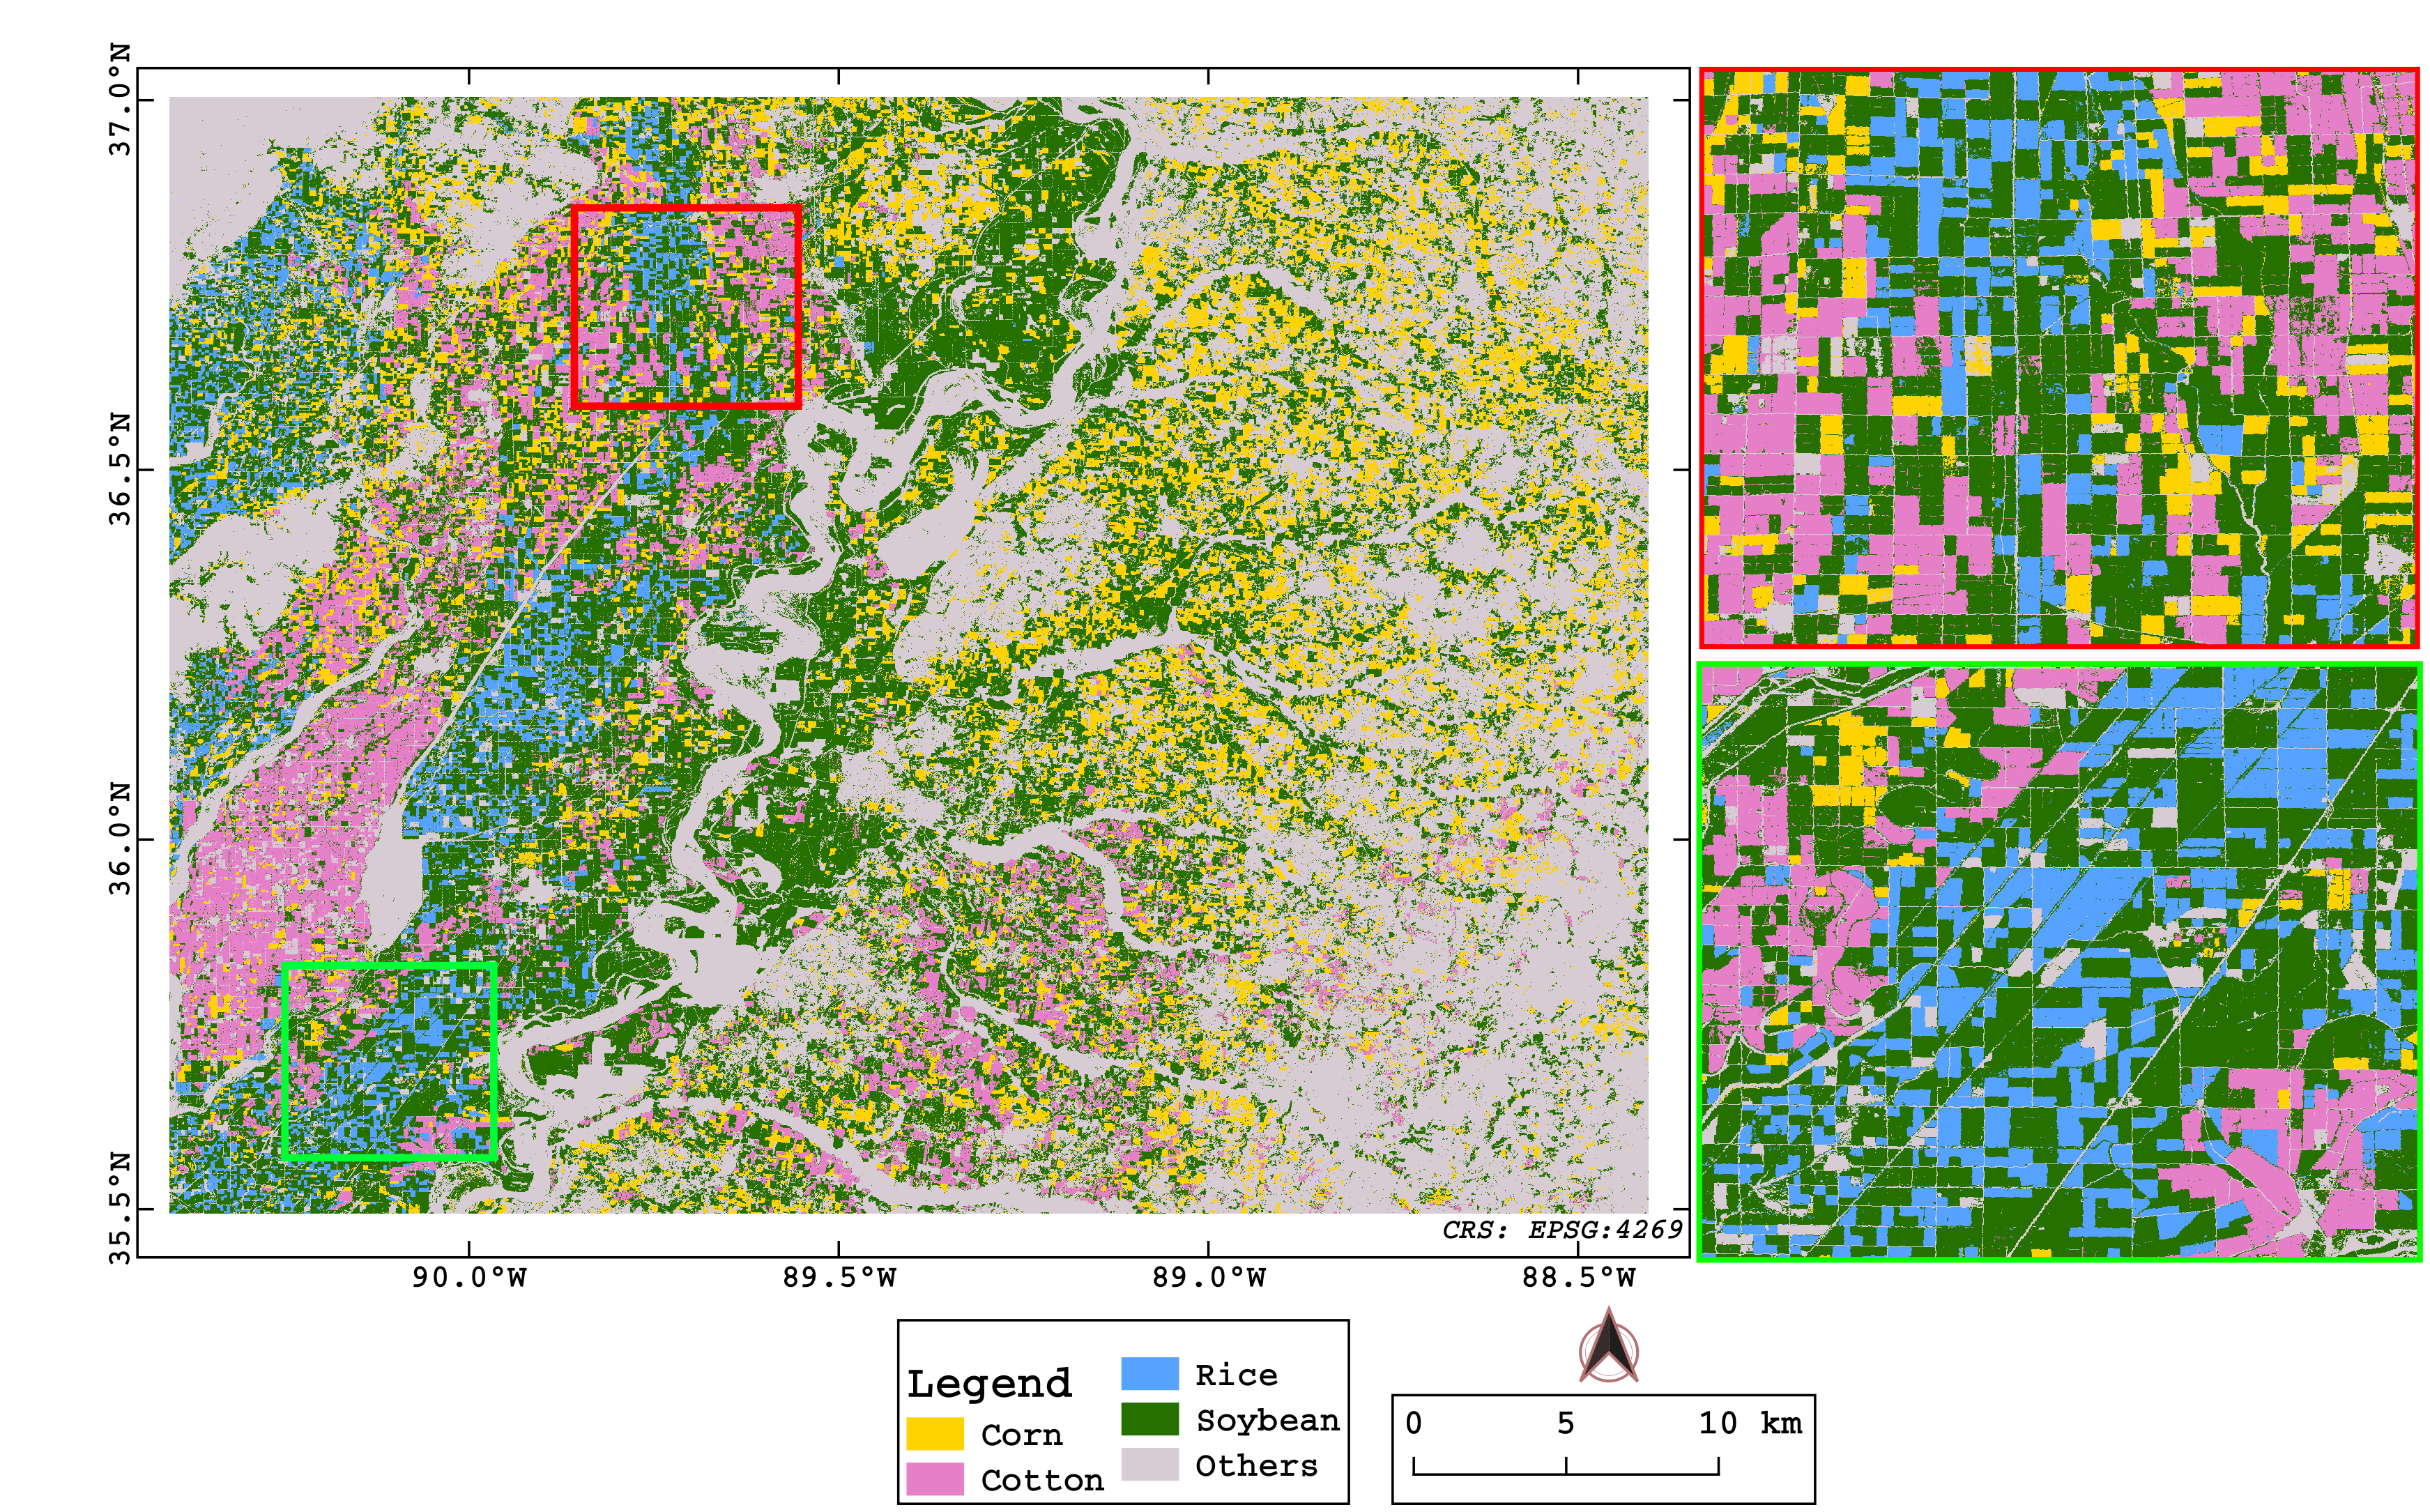 37.0°N
36.5°N
36.0°N
35.5°N
CRS: EPSG:4269
90.0°W 89.5°W 89.0°W 88.5°W
Legend
Corn
Cotton
Rice
Soybean
Others
0 5 10 km